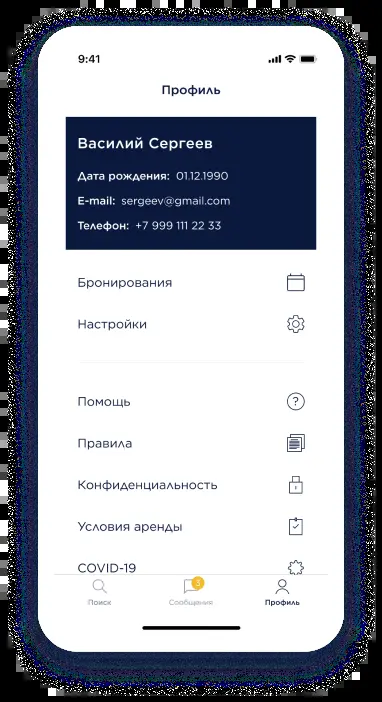 9:41
Профиль
Василий Сергеев
Дата рождения: 01.12.1990
E-mail: sergeev@gmail.com
Телефон: +7 999 111 22 33
Бронирования
Настройки
Помощь
?
Правила
Конфиденциальность
Условия аренды
COVID-19
3
Поиск
Сообщения
Профиль